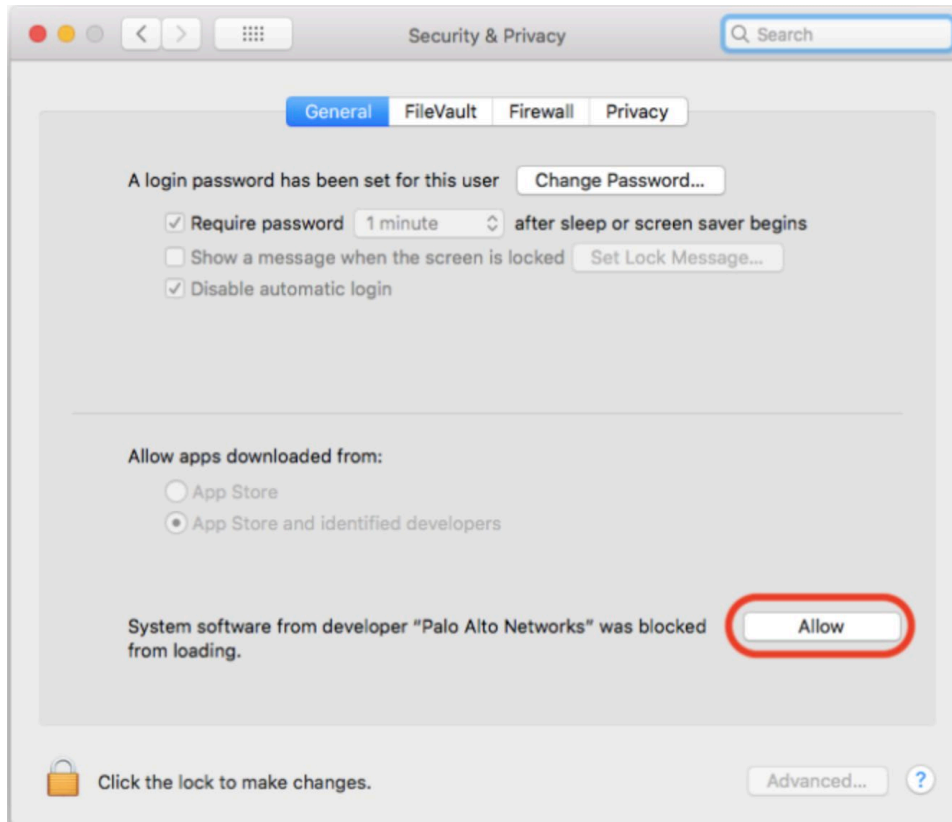 Security & Privacy
Search
General FileVault Firewall Privacy
A login password has been set for this user Change Password...
Require password 1 minute after sleep or screen saver begins
Show a message when the screen is locked Set Lock Message...
Disable automatic login
Allow apps downloaded from:
App Store
App Store and identified developers
System software from developer “Palo Alto Networks” was blocked Allow
from loading.
Click the lock to make changes. Advanced... ?